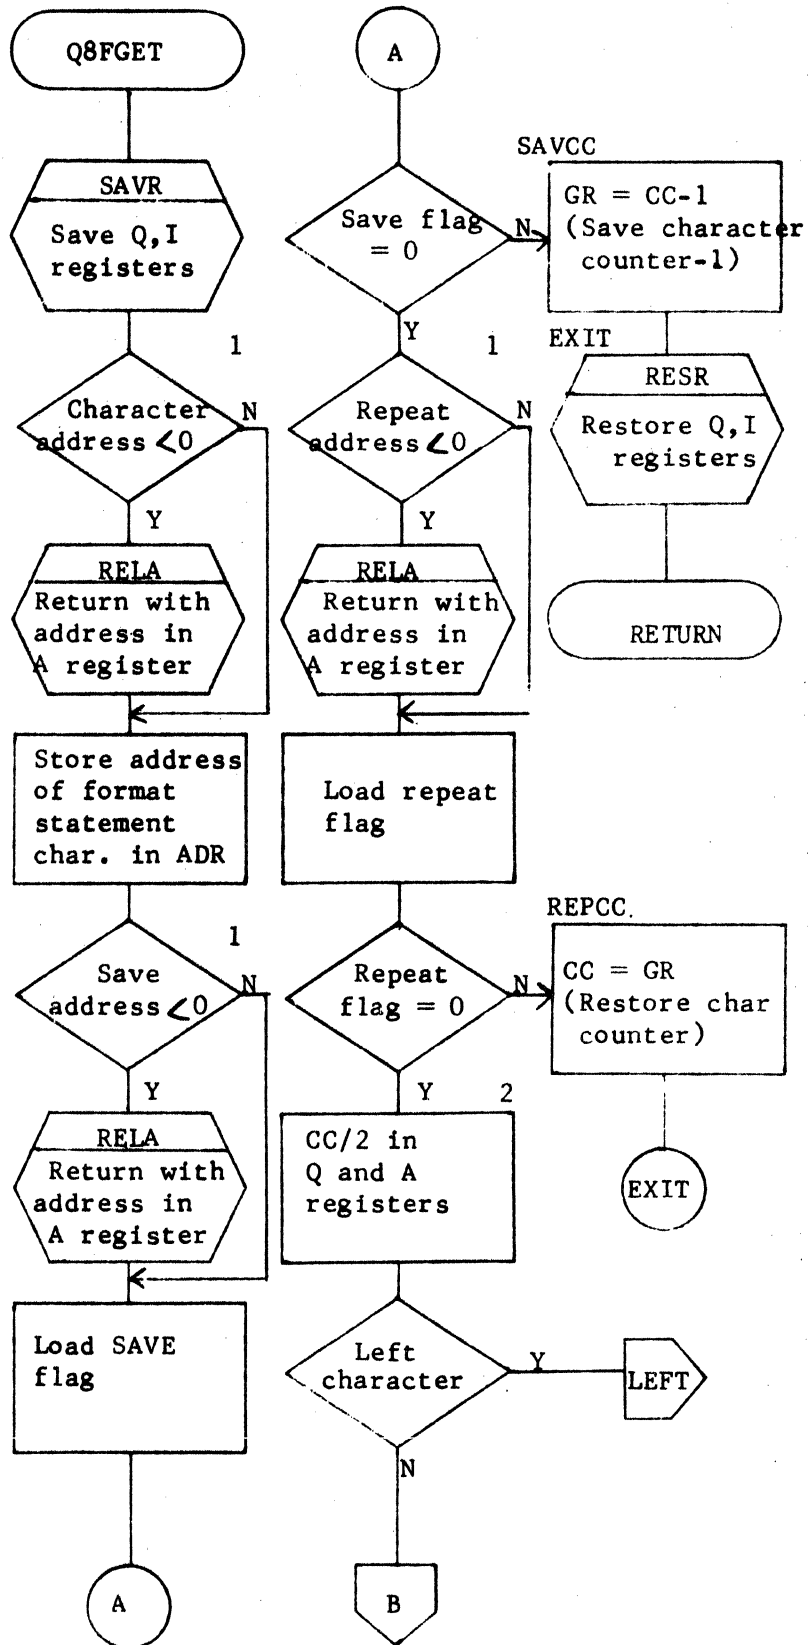 Q8FGET
SAVR
Save Q,I
registers
1
Character
address <0
N
Y
RELA
Return with
address in
A register
Store address
of format
statement
char. in ADR
1
Save
address <0
N
Y
RELA
Return with
address in
A register
Load SAVE
flag
A
A
Save flag
= 0
N
Y
1
Repeat
address <0
N
Y
RELA
Return with
address in
A register
Load repeat
flag
Repeat
flag = 0
N
Y
2
CC/2 in
Q and A
registers
Left
character
Y
LEFT
N
B
SAVCC
GR = CC-1
(Save character
counter-1)
EXIT
RESR
Restore Q,I
registers
RETURN
REPCC.
CC = GR
(Restore char
counter)
EXIT